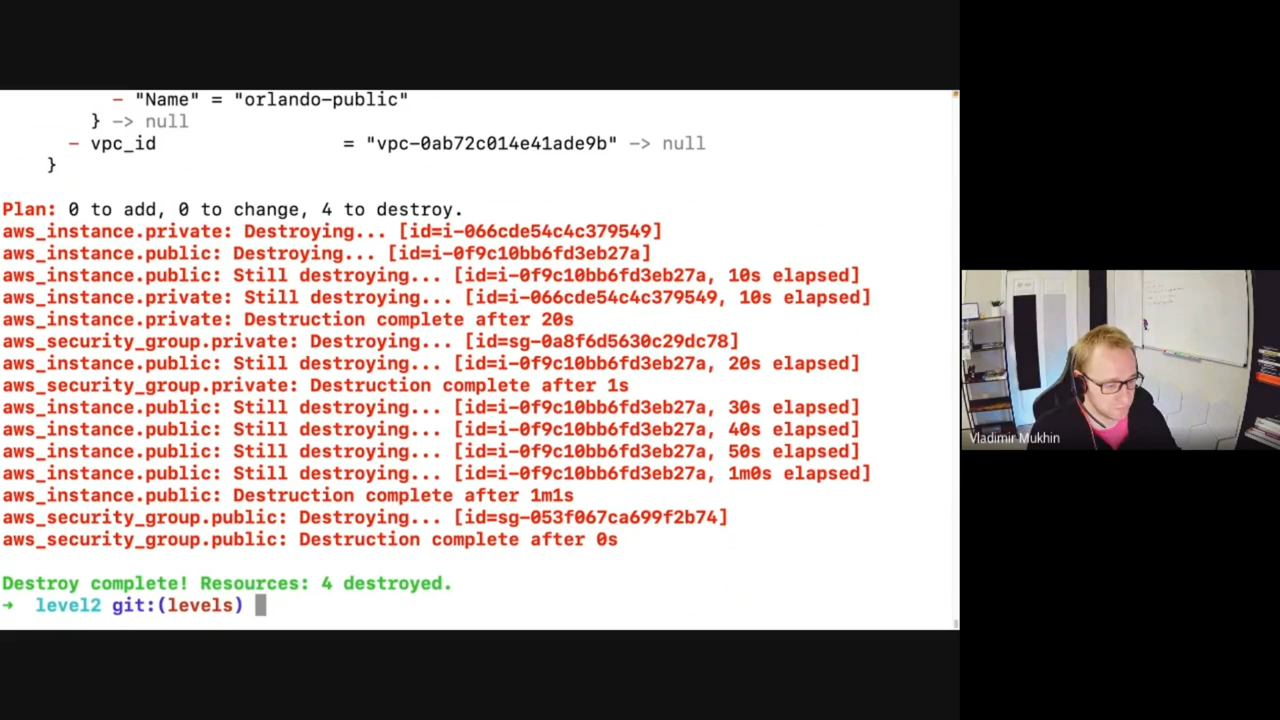 - "Name" = "orlando-public"
} -> null
- vpc_id = "vpc-0ab72c014e41ade9b" -> null
}
Plan: 0 to add, 0 to change, 4 to destroy.
aws_instance.private: Destroying... [id=i-066cde54c4c379549]
aws_instance.public: Destroying... [id=i-0f9c10bb6fd3eb27a]
aws_instance.public: Still destroying... [id=i-0f9c10bb6fd3eb27a, 10s elapsed]
aws_instance.private: Still destroying... [id=i-066cde54c4c379549, 10s elapsed]
aws_instance.private: Destruction complete after 20s
aws_security_group.private: Destroying... [id=sg-0a8f6d5630c29dc78]
aws_instance.public: Still destroying... [id=i-0f9c10bb6fd3eb27a, 20s elapsed]
aws_security_group.private: Destruction complete after 1s
aws_instance.public: Still destroying... [id=i-0f9c10bb6fd3eb27a, 30s elapsed]
aws_instance.public: Still destroying... [id=i-0f9c10bb6fd3eb27a, 40s elapsed]
aws_instance.public: Still destroying... [id=i-0f9c10bb6fd3eb27a, 50s elapsed]
aws_instance.public: Still destroying... [id=i-0f9c10bb6fd3eb27a, 1m0s elapsed]
aws_instance.public: Destruction complete after 1m1s
aws_security_group.public: Destroying... [id=sg-053f067ca699f2b74]
aws_security_group.public: Destruction complete after 0s
Destroy complete! Resources: 4 destroyed.
→ level2 git:(levels)
Vladimir Mukhin